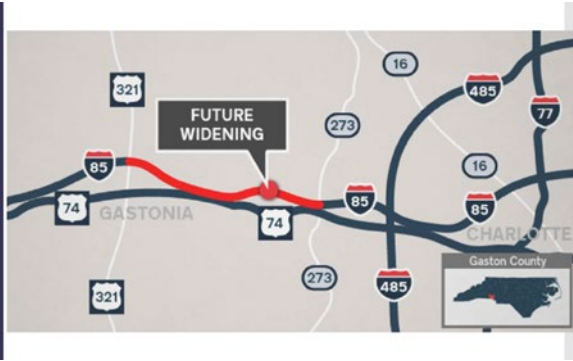 16
485
321
77
FUTURE
WIDENING
273
16
85
85
85
74
GASTONIA
74
CHARLOTTE
Gaston County
273
485
321